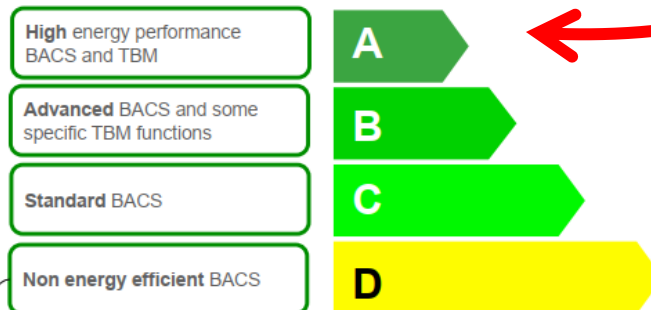 High energy performance
BACS and TBM
A
Advanced BACS and some
specific TBM functions
B
Standard BACS
C
Non energy efficient BACS
D